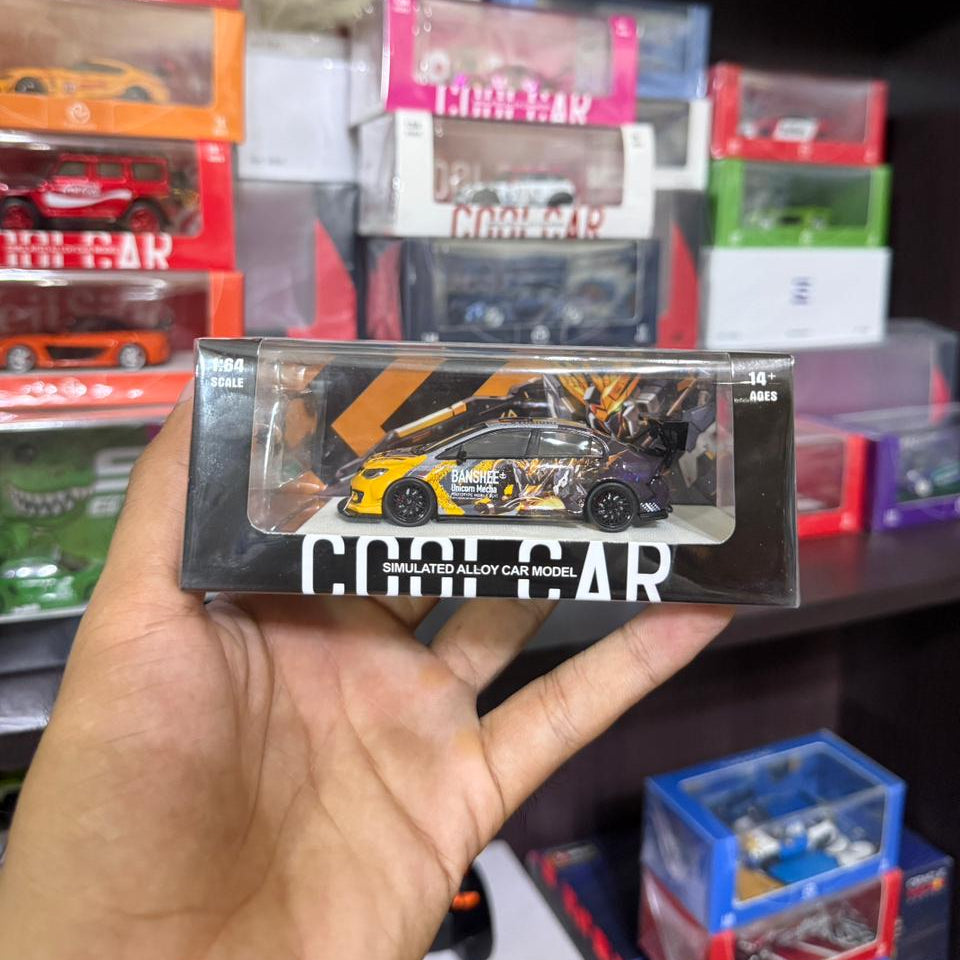 COOL CAR
COOL CAR
COOL CAR
1:64
SCALE
14+
AGES
BANSHEE
Unicorn Mecha
COOL CAR
SIMULATED ALLOY CAR MODEL